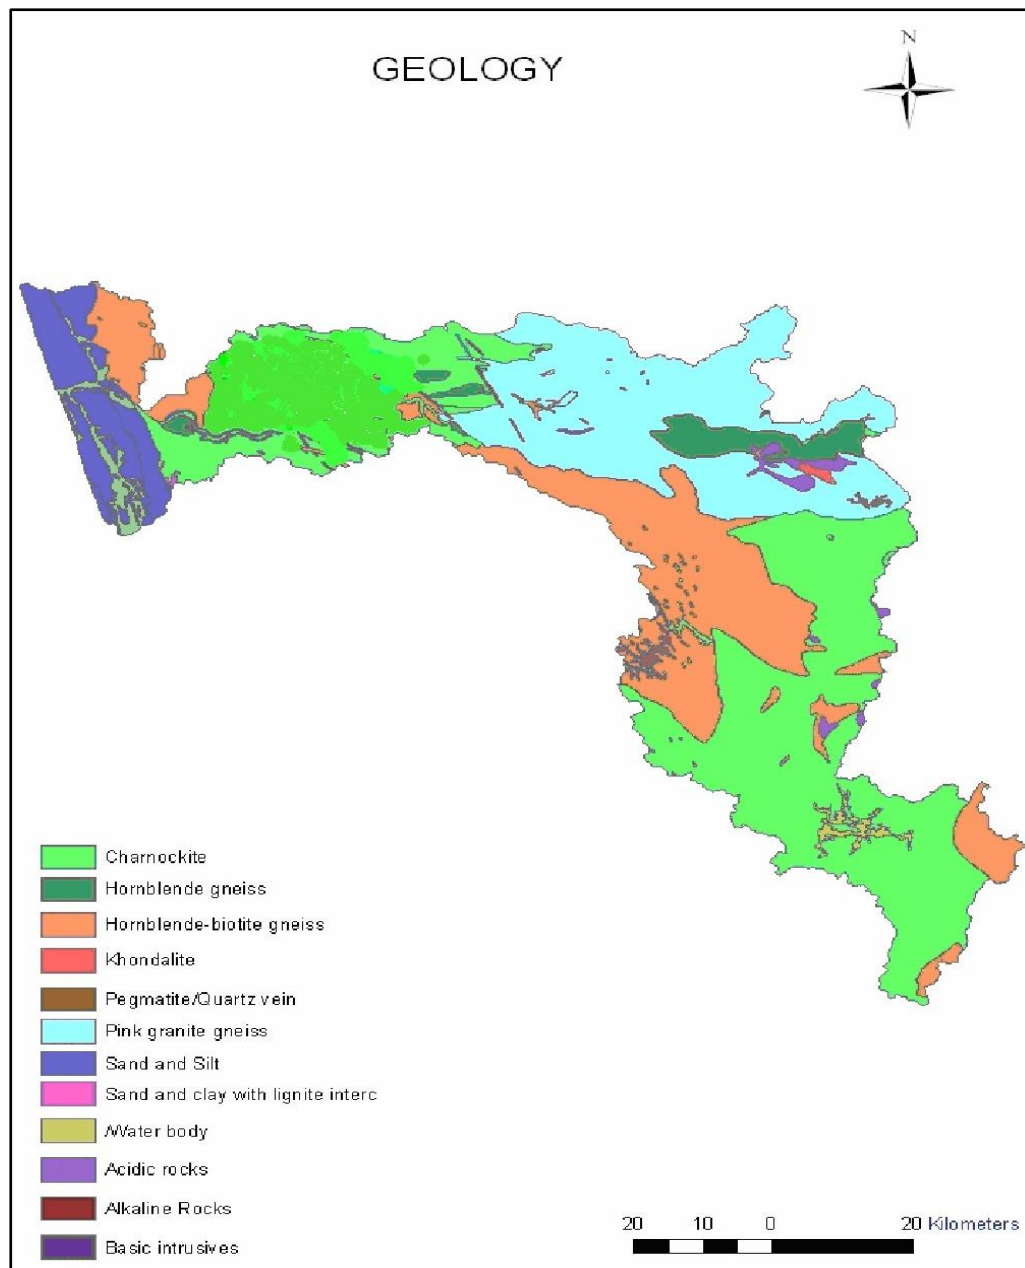 GEOLOGY
N
Charnockite
Hornblende gneiss
Hornblende-biotite gneiss
Khondalite
Pegmatite/Quartz vein
Pink granite gneiss
Sand and Silt
Sand and clay with lignite interc
/Water body
Acidic rocks
Alkaline Rocks
Basic intrusives
20 10 0 20 Kilometers